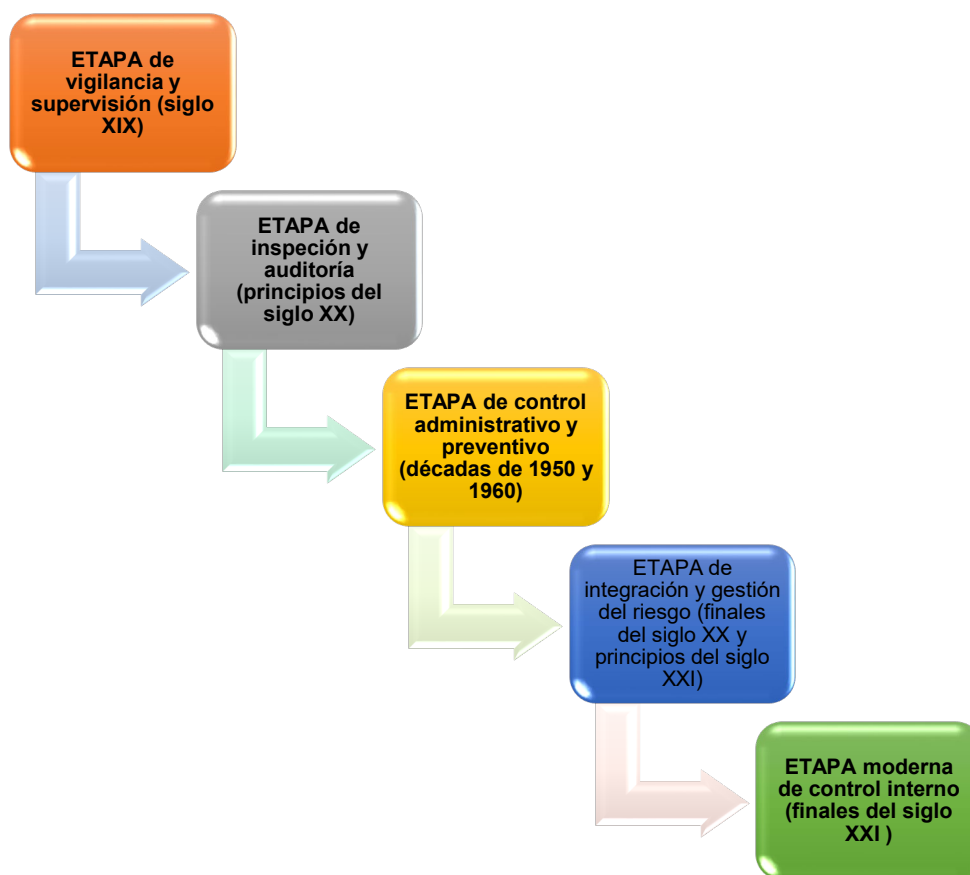 ETAPA de
vigilancia y
supervisión (siglo
XIX)
ETAPA de
inspeción y
auditoría
(principios del
siglo XX)
ETAPA de control
administrativo y
preventivo
(décadas de 1950 y
1960)
ETAPA de
integración y gestión
del riesgo (finales
del siglo XX y
principios del siglo
XXI)
ETAPA moderna
de control interno
(finales del siglo
XXI )